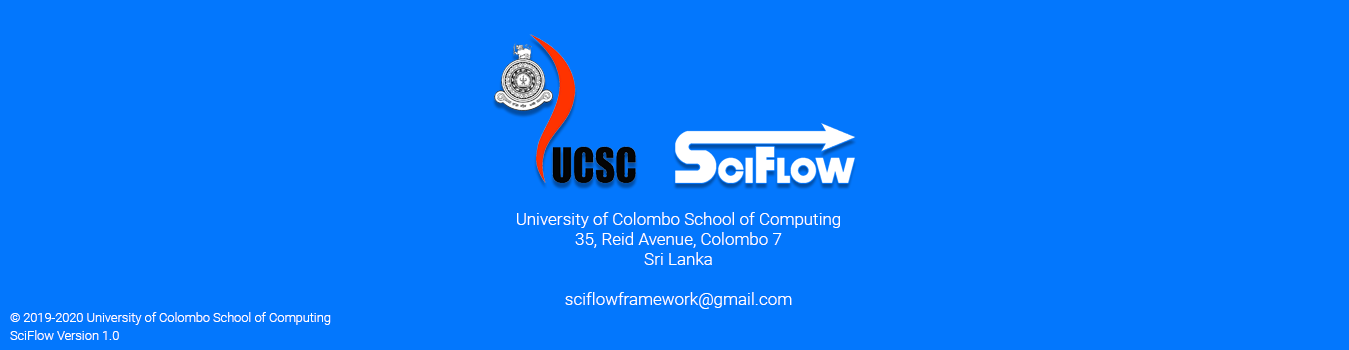 UCSC
SCIFLOW
University of Colombo School of Computing
35, Reid Avenue, Colombo 7
Sri Lanka
sciflowframework@gmail.com
© 2019-2020 University of Colombo School of Computing
SciFlow Version 1.0